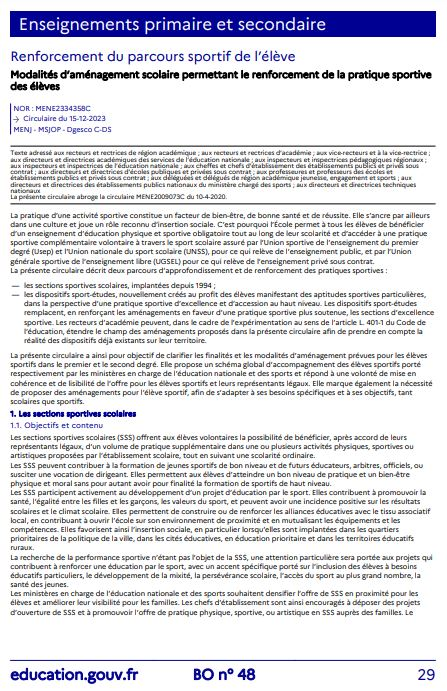 Enseignements primaire et secondaire
Renforcement du parcours sportif de l'élève
Modalités d'aménagement scolaire permettant le renforcement de la pratique sportive
des élèves
NOR : MENE2334358C
→ Circulaire du 15-12-2023
MENJ - MSJOP - Dgesco C-DS
Texte adressé aux recteurs et rectrices de région académique ; aux recteurs et rectrices d'académie ; aux vice-recteurs et à la vice-rectrice ;
aux directeurs et directrices académiques des services de l'éducation nationale ; aux inspecteurs et inspectrices pédagogiques régionaux ;
aux inspecteurs et inspectrices de l'éducation nationale ; aux cheffes et chefs d'établissement des établissements publics et privés sous
contrat ; aux directeurs et directrices d'écoles publiques et privées sous contrat ; aux professeures et professeurs des écoles et
établissements publics et privés sous contrat ; aux déléguées et délégués de région académique jeunesse, engagement et sports ; aux
directeurs et directrices des établissements publics nationaux du ministère chargé des sports ; aux directeurs et directrices techniques
nationaux
La présente circulaire abroge la circulaire MENE2009073C du 10-4-2020.
La pratique d'une activité sportive constitue un facteur de bien-être, de bonne santé et de réussite. Elle s'ancre par ailleurs
dans une culture et joue un rôle reconnu d'insertion sociale. C'est pourquoi l'École permet à tous les élèves de bénéficier
d'un enseignement d'éducation physique et sportive obligatoire tout au long de leur scolarité et d'accéder à une pratique
sportive complémentaire volontaire à travers le sport scolaire assuré par l'Union sportive de l'enseignement du premier
degré (Usep) et l'Union nationale du sport scolaire (UNSS), pour ce qui relève de l'enseignement public, et par l'Union
générale sportive de l'enseignement libre (UGSEL) pour ce qui relève de l'enseignement privé sous contrat.
La présente circulaire décrit deux parcours d'approfondissement et de renforcement des pratiques sportives :
— les sections sportives scolaires, implantées depuis 1994 ;
— les dispositifs sport-études, nouvellement créés au profit des élèves manifestant des aptitudes sportives particulières,
dans la perspective d'une pratique sportive d'excellence et d'accession au haut niveau. Les dispositifs sport-études
remplacent, en renforçant les aménagements en faveur d'une pratique sportive plus soutenue, les sections d'excellence
sportive. Les recteurs d'académie peuvent, dans le cadre de l'expérimentation au sens de l'article L. 401-1 du Code de
l'éducation, étendre le champ des aménagements proposés dans la présente circulaire afin de prendre en compte la
réalité des dispositifs déjà existants sur leur territoire.
La présente circulaire a ainsi pour objectif de clarifier les finalités et les modalités d'aménagement prévues pour les élèves
sportifs dans le premier et le second degré. Elle propose un schéma global d'accompagnement des élèves sportifs porté
respectivement par les ministères en charge de l'éducation nationale et des sports et répond à une volonté de mise en
cohérence et de lisibilité de l'offre pour les élèves sportifs et leurs représentants légaux. Elle marque également la nécessité
de proposer des aménagements pour l'élève sportif, afin de s'adapter à ses besoins spécifiques et à ses objectifs, tant
scolaires que sportifs.
1. Les sections sportives scolaires
1.1. Objectifs et contenu
Les sections sportives scolaires (SSS) offrent aux élèves volontaires la possibilité de bénéficier, après accord de leurs
représentants légaux, d'un volume de pratique supplémentaire dans une ou plusieurs activités physiques, sportives ou
artistiques proposées par l'établissement scolaire, tout en suivant une scolarité ordinaire.
Les SSS peuvent contribuer à la formation de jeunes sportifs de bon niveau et de futurs éducateurs, arbitres, officiels, ou
susciter une vocation de dirigeant. Elles permettent aux élèves d'atteindre un bon niveau de pratique et un bien-être
physique et moral sans pour autant avoir pour finalité la formation de sportifs de haut niveau.
Les SSS participent activement au développement d'un projet d'éducation par le sport. Elles contribuent à promouvoir la
santé, l'égalité entre les filles et les garçons, les valeurs du sport, et peuvent avoir une incidence positive sur les résultats
scolaires et le climat scolaire. Elles permettent de construire ou de renforcer les alliances éducatives avec le tissu associatif
local, en contribuant à ouvrir l'école sur son environnement de proximité et en mutualisant les équipements et les
compétences. Elles favorisent ainsi l'insertion sociale, en particulier lorsqu'elles sont implantées dans les quartiers
prioritaires de la politique de la ville, dans les cités éducatives, en éducation prioritaire et dans les territoires éducatifs
ruraux.
La recherche de la performance sportive n'étant pas l'objet de la SSS, une attention particulière sera portée aux projets qui
contribuent à renforcer une éducation par le sport, avec un accent spécifique porté sur l'inclusion des élèves à besoins
éducatifs particuliers, le développement de la mixité, la persévérance scolaire, l'accès du sport au plus grand nombre, la
santé des jeunes.
Les ministères en charge de l'éducation nationale et des sports souhaitent densifier l'offre de SSS en proximité pour les
élèves et améliorer leur visibilité pour les familles. Les chefs d'établissement sont ainsi encouragés à déposer des projets
d'ouverture de SSS et à promouvoir l'offre de pratique physique, sportive, ou artistique en SSS auprès des familles. Le
education.gouv.fr BO nº 48 29